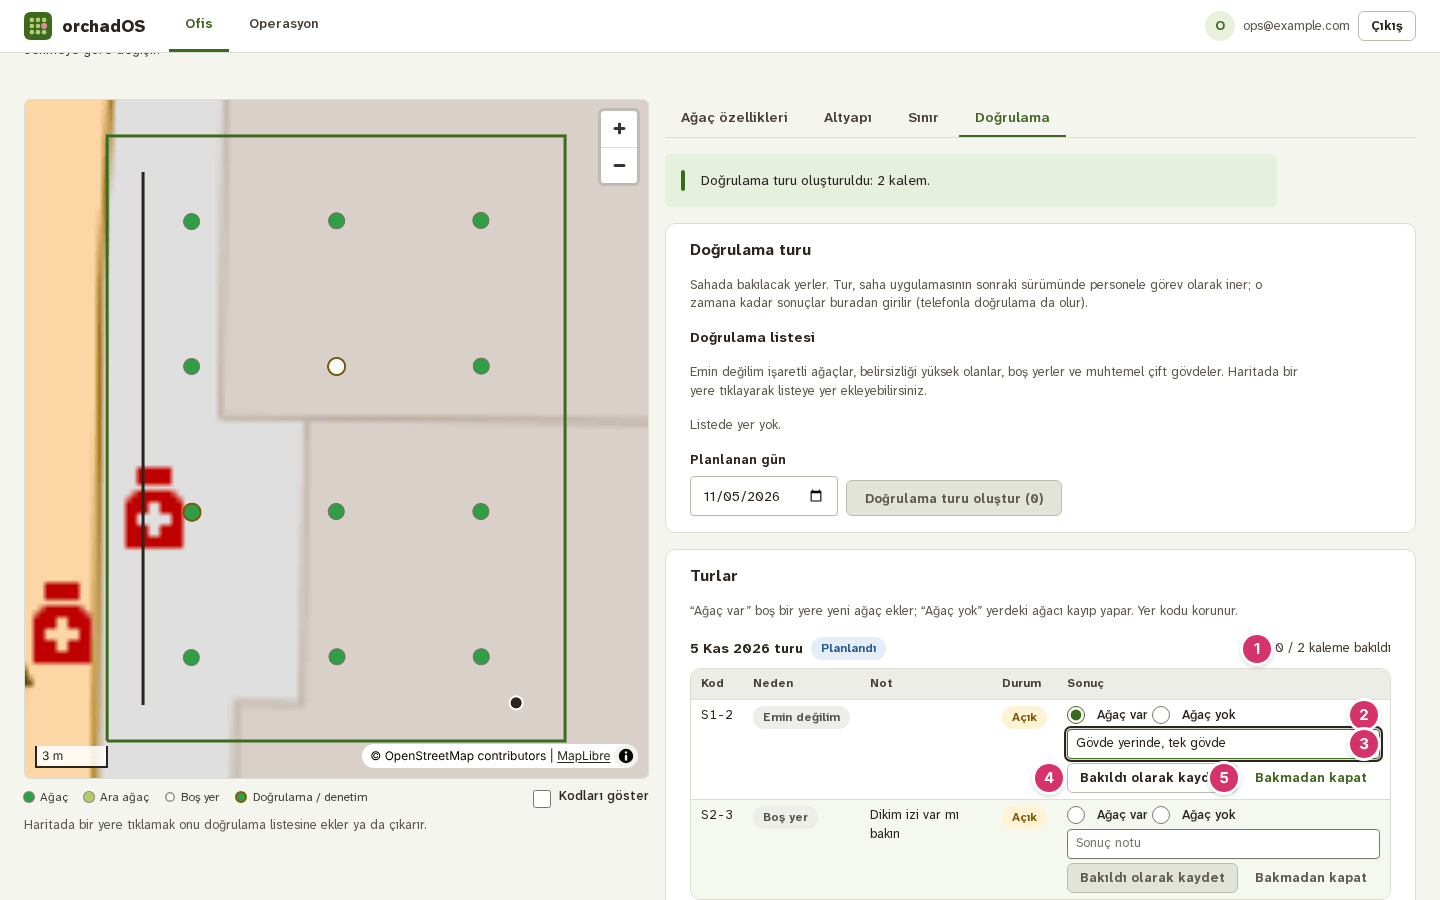 orchadOS
Ofis
Operasyon
O
ops@example.com
Çıkış
+
−
3 m
© OpenStreetMap contributors | MapLibre
Ağaç
Ara ağaç
Boş yer
Doğrulama / denetim
Kodları göster
Haritada bir yere tıklamak onu doğrulama listesine ekler ya da çıkarır.
Ağaç özellikleri
Altyapı
Sınır
Doğrulama
Doğrulama turu oluşturuldu: 2 kalem.
Doğrulama turu
Sahada bakılacak yerler. Tur, saha uygulamasının sonraki sürümünde personele görev olarak iner; o
zamana kadar sonuçlar buradan girilir (telefonla doğrulama da olur).
Doğrulama listesi
Emin değilim işaretli ağaçlar, belirsizliği yüksek olanlar, boş yerler ve muhtemel çift gövdeler. Haritada bir
yere tıklayarak listeye yer ekleyebilirsiniz.
Listede yer yok.
Planlanan gün
11/05/2026
Doğrulama turu oluştur (0)
Turlar
“Ağaç var” boş bir yere yeni ağaç ekler; “Ağaç yok” yerdeki ağacı kayıp yapar. Yer kodu korunur.
5 Kas 2026 turu
Planlandı
1
0 / 2 kaleme bakıldı
Kod
Neden
Not
Durum
Sonuç
S1-2
Emin değilim
Açık
Ağaç var
Ağaç yok
2
Gövde yerinde, tek gövde
3
4
Bakıldı olarak kayd
5
Bakmadan kapat
S2-3
Boş yer
Dikim izi var mı
bakın
Açık
Ağaç var
Ağaç yok
Sonuç notu
Bakıldı olarak kaydet
Bakmadan kapat